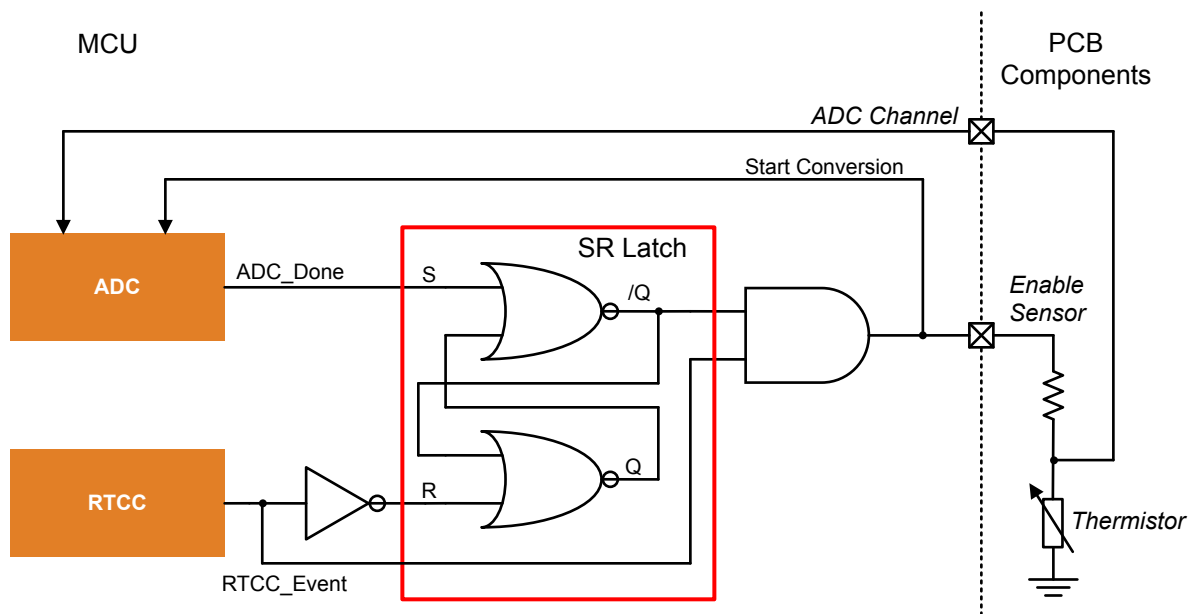 MCU
PCB
Components
ADC Channel
Start Conversion
SR Latch
ADC
ADC_Done
S
/Q
Enable
Sensor
Q
RTCC
R
Thermistor
RTCC_Event